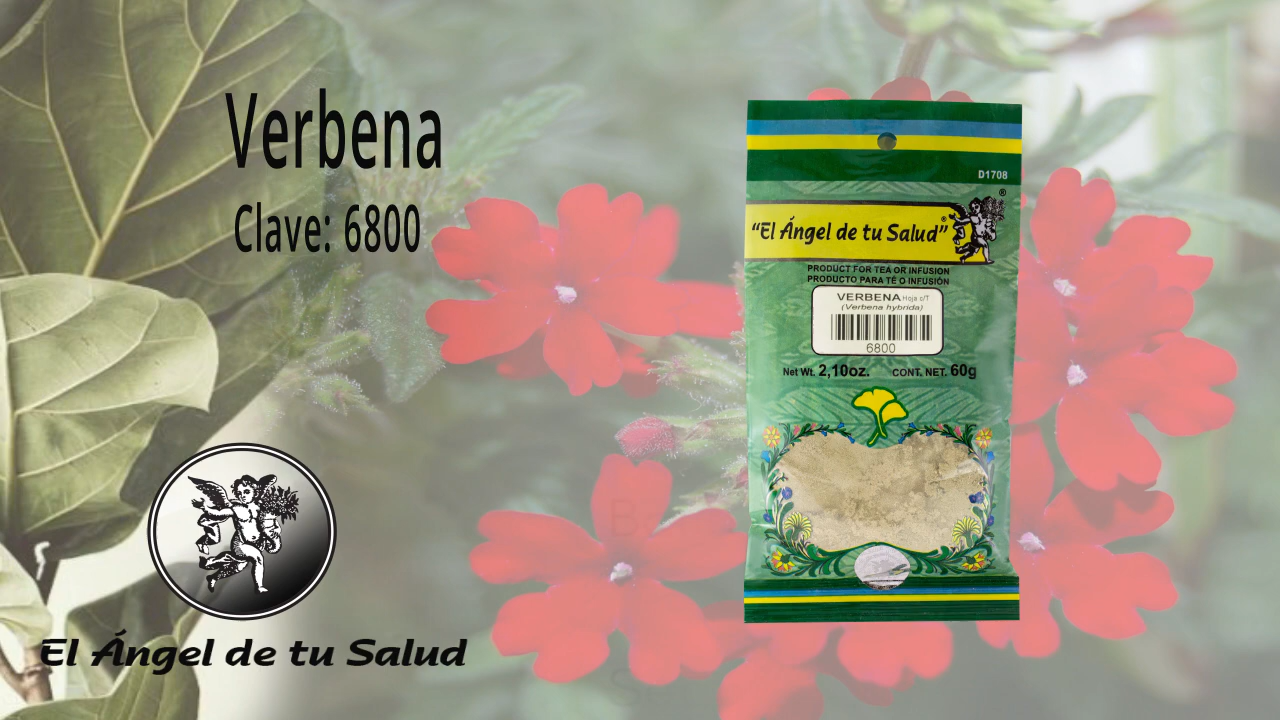 Verbena
Clave: 6800
El Ángel de tu Salud
D1708
®
“El Ángel de tu Salud”®
PRODUCT FOR TEA OR INFUSION
PRODUCTO PARA TÉ O INFUSIÓN
VERBENA Hoja c/T
(Verbena hybrida)
6800
Net Wt. 2,10oz. CONT. NET. 60g